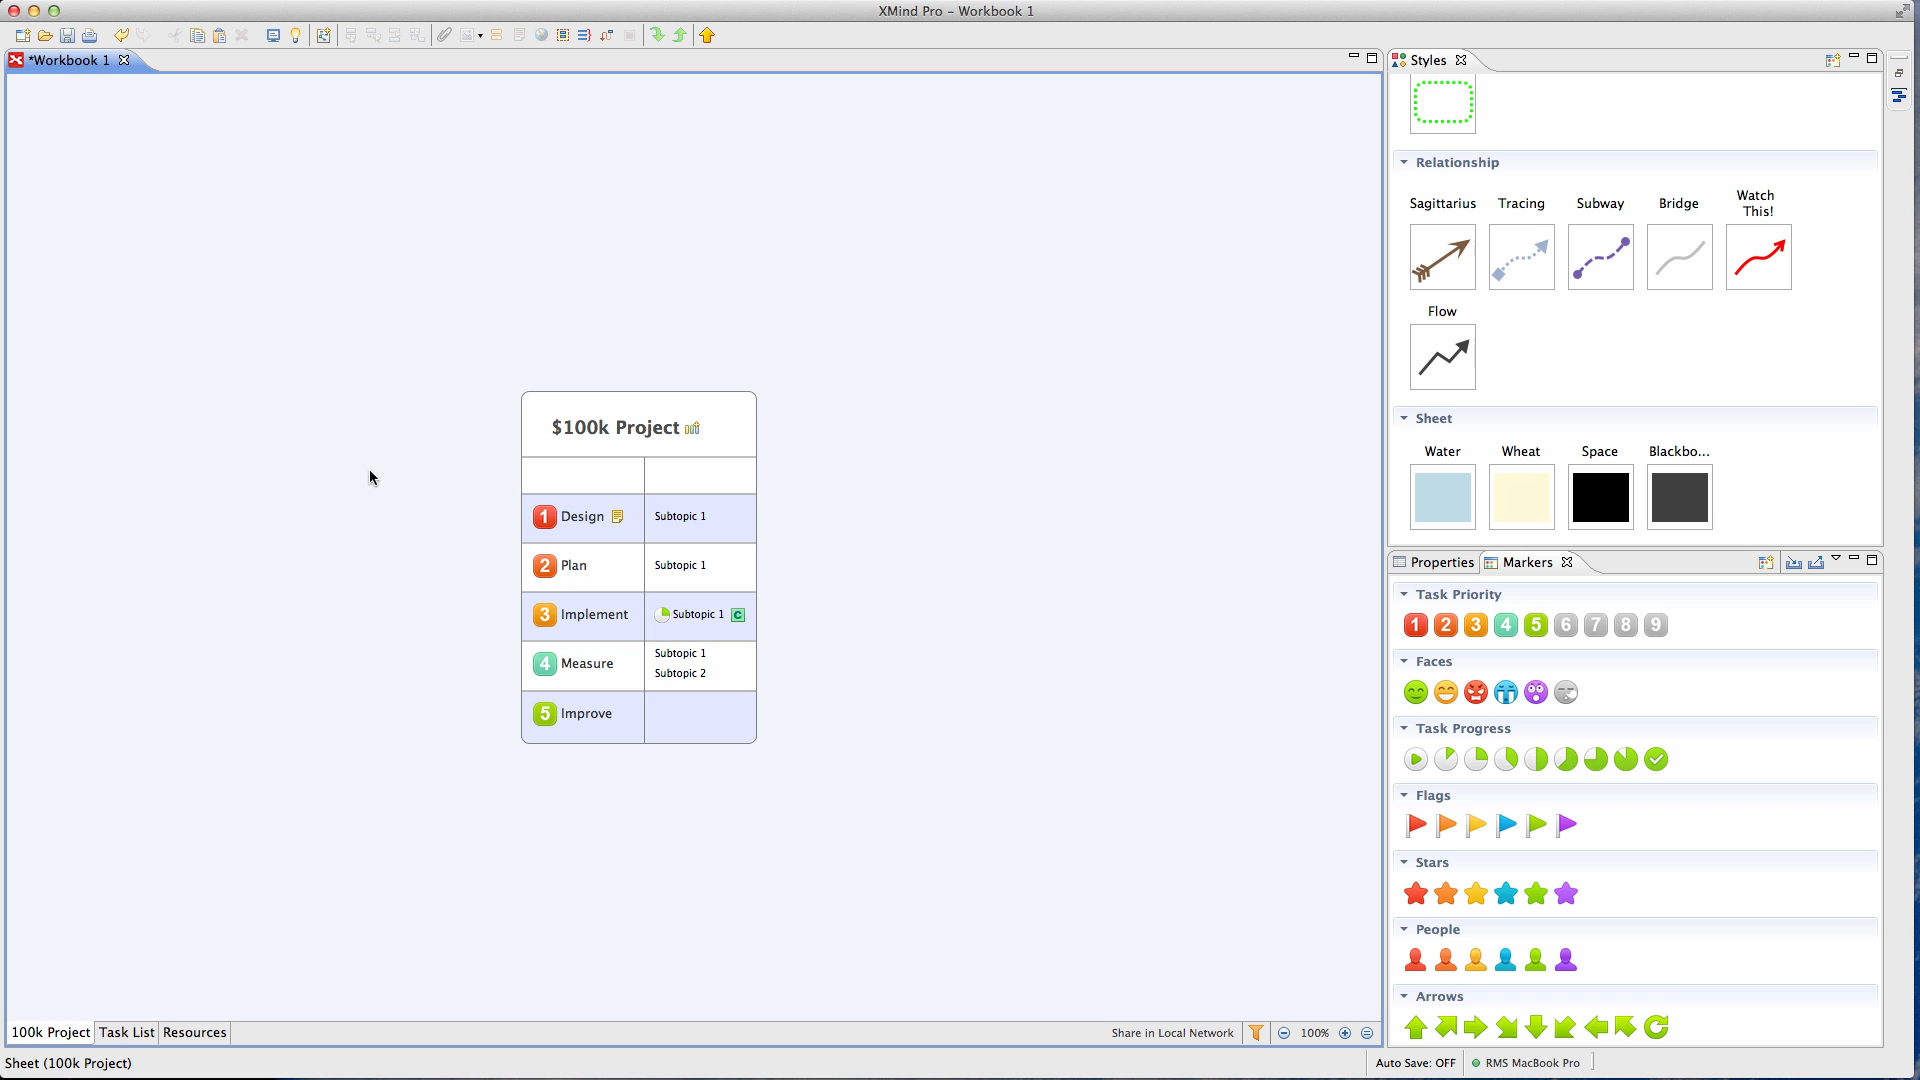 XMind Pro – Workbook 1
*Workbook 1
Styles
Relationship
Sagittarius
Tracing
Subway
Bridge
Watch
This!
Flow
Sheet
Water
Wheat
Space
Blackbo...
$100k Project
1 Design
Subtopic 1
2 Plan
Subtopic 1
3 Implement
Subtopic 1 C
4 Measure
Subtopic 1
Subtopic 2
5 Improve
Properties
Markers
Task Priority
1 2 3 4 5 6 7 8 9
Faces
Task Progress
Flags
Stars
People
Arrows
100k Project
Task List
Resources
Share in Local Network
100%
Sheet (100k Project)
Auto Save: OFF
RMS MacBook Pro